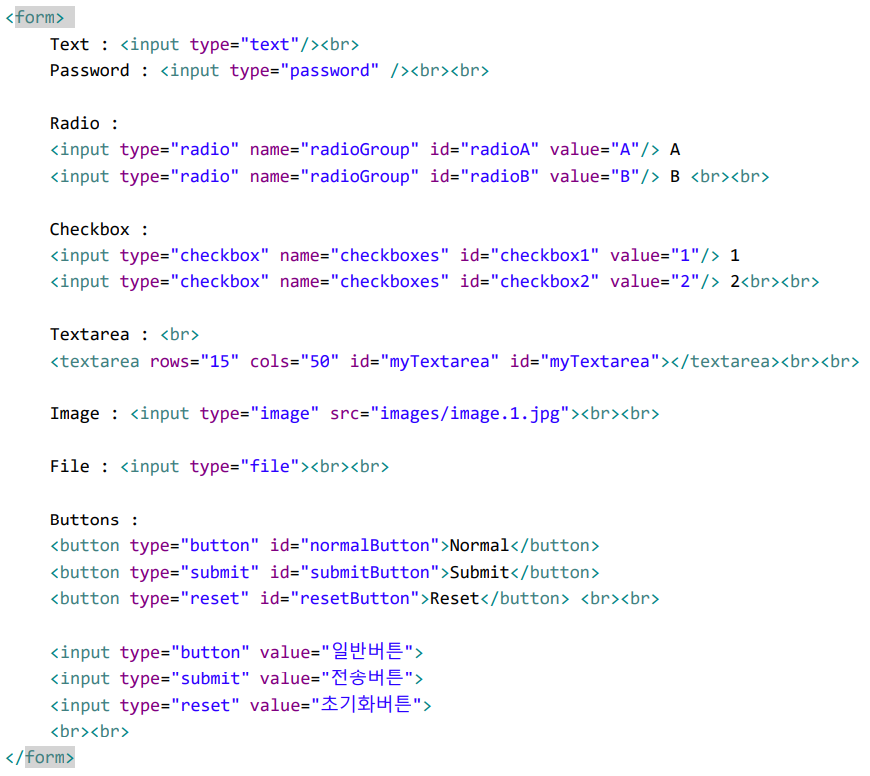 <form>
Text : <input type="text"/><br>
Password : <input type="password" /><br><br>
Radio :
<input type="radio" name="radioGroup" id="radioA" value="A"/> A
<input type="radio" name="radioGroup" id="radioB" value="B"/> B <br><br>
Checkbox :
<input type="checkbox" name="checkboxes" id="checkbox1" value="1"/> 1
<input type="checkbox" name="checkboxes" id="checkbox2" value="2"/> 2<br><br>
Textarea : <br>
<textarea rows="15" cols="50" id="myTextarea" id="myTextarea"></textarea><br><br>
Image : <input type="image" src="images/image.1.jpg"><br><br>
File : <input type="file"><br><br>
Buttons :
<button type="button" id="normalButton">Normal</button>
<button type="submit" id="submitButton">Submit</button>
<button type="reset" id="resetButton">Reset</button> <br><br>
<input type="button" value="일반버튼">
<input type="submit" value="전송버튼">
<input type="reset" value="초기화버튼">
<br><br>
</form>